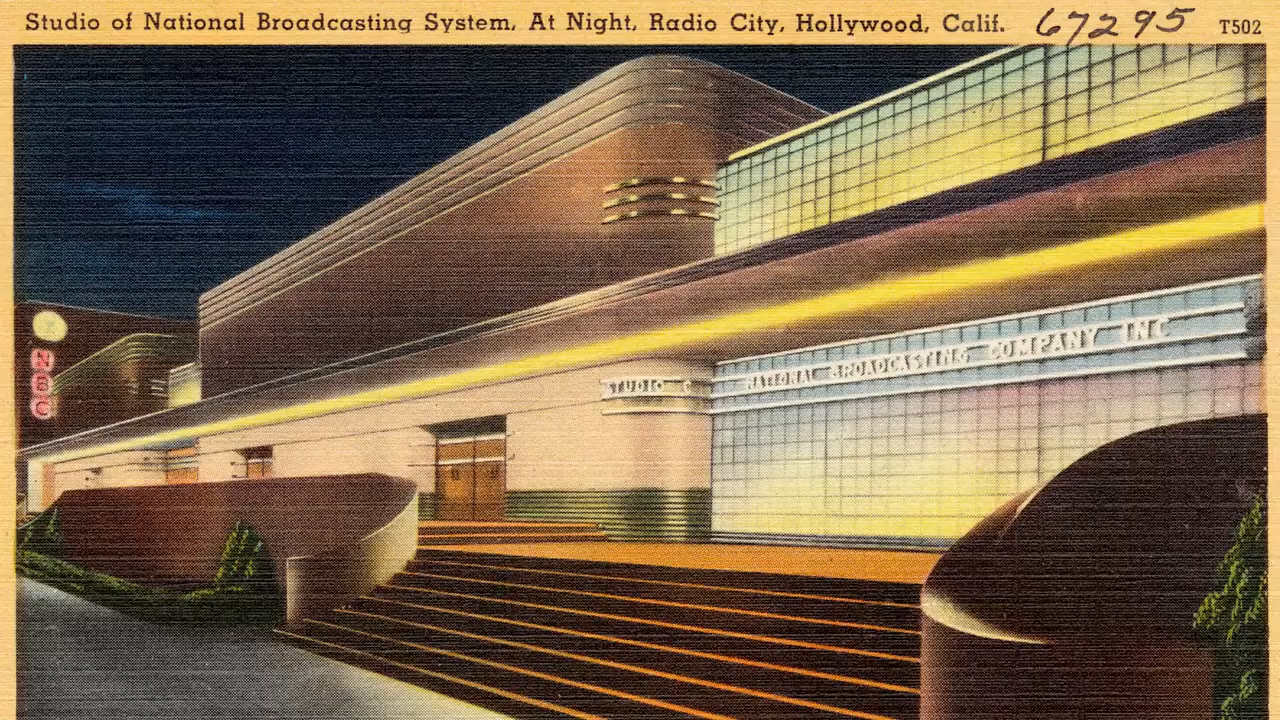 Studio of National Broadcasting System, At Night, Radio City, Hollywood, Calif. 67295 T502
NBC
STUDIO C
NATIONAL BROADCASTING COMPANY INC